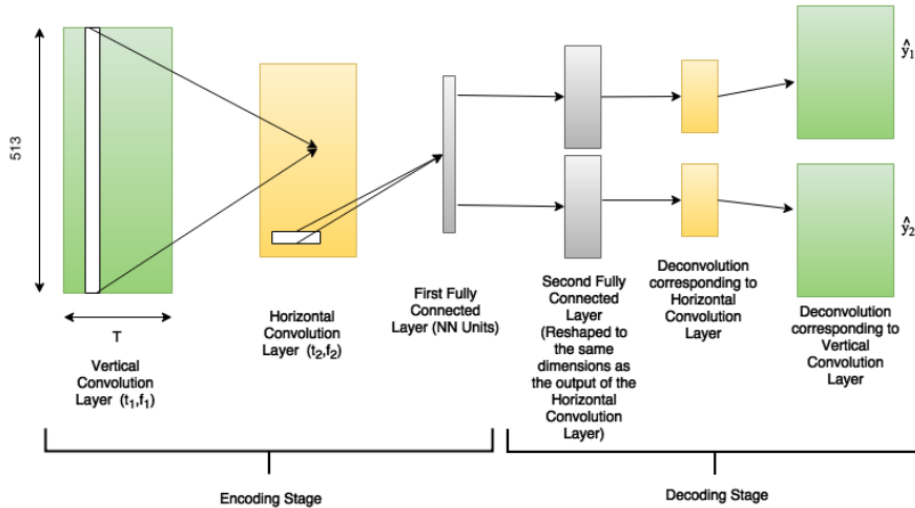 513
T
Vertical
Convolution
Layer (t₁,f₁)
Horizontal
Convolution
Layer (t₂,f₂)
First Fully
Connected
Layer (NN Units)
Second Fully
Connected
Layer
(Reshaped to
the same
dimensions as
the output of the
Horizontal
Convolution
Layer)
Deconvolution
corresponding to
Horizontal
Convolution
Layer
ŷ₁
ŷ₂
Deconvolution
corresponding to
Vertical
Convolution
Layer
Encoding Stage
Decoding Stage